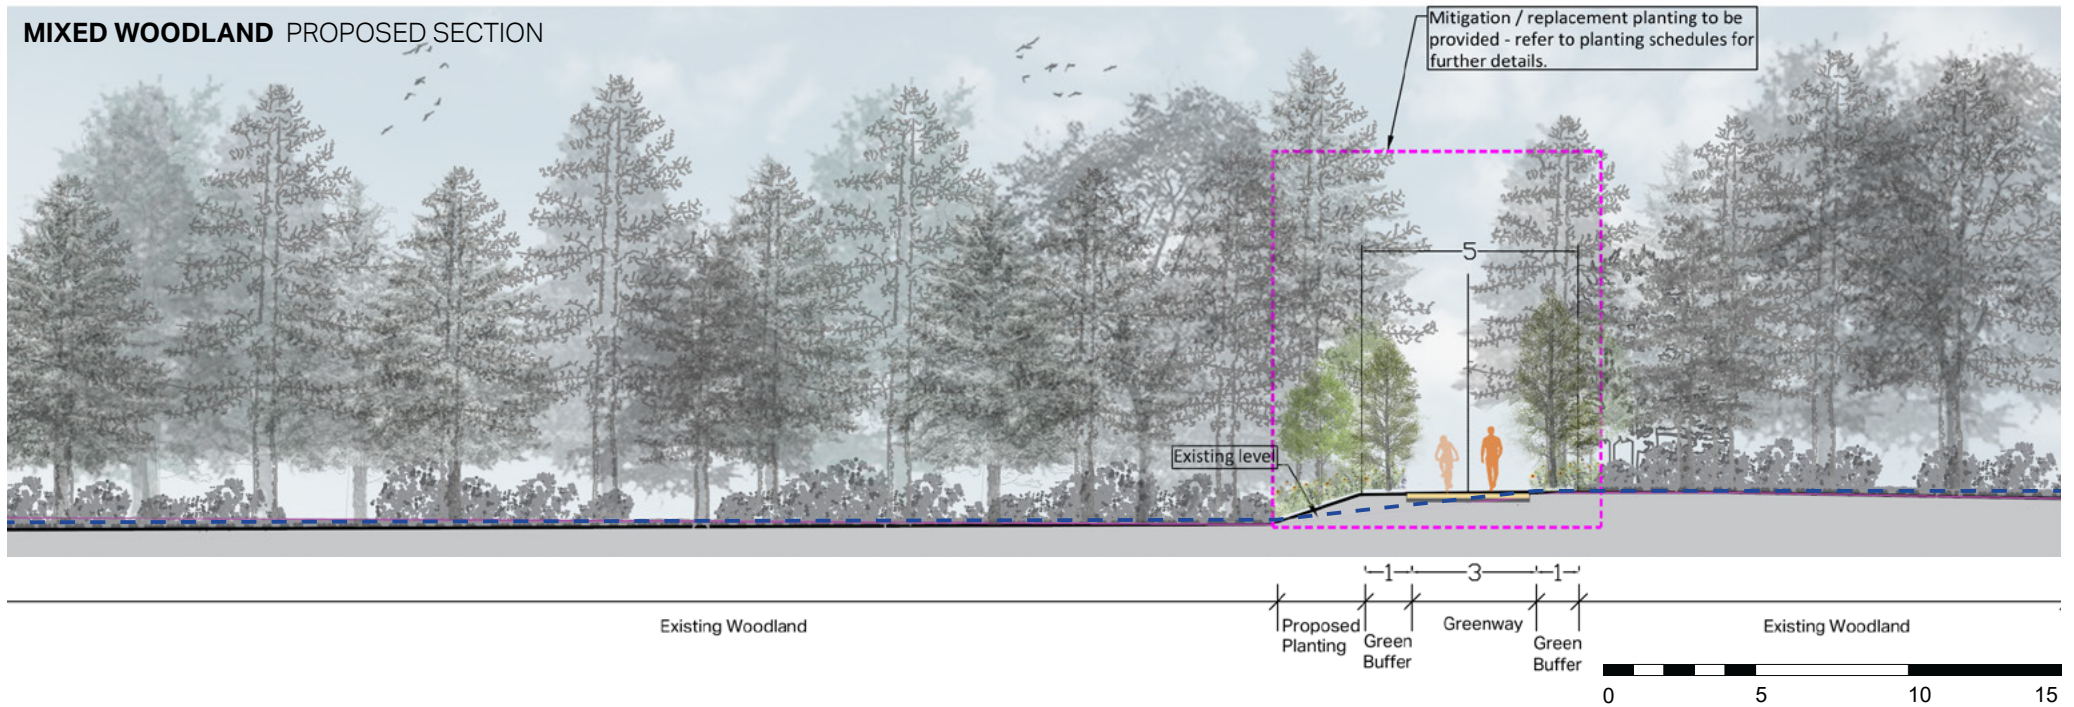 MIXED WOODLAND PROPOSED SECTION
Mitigation / replacement planting to be
provided - refer to planting schedules for
further details.
5
Existing level
1 3 1
Existing Woodland
Proposed
Planting
Green
Buffer
Greenway
Green
Buffer
Existing Woodland
0 5 10 15